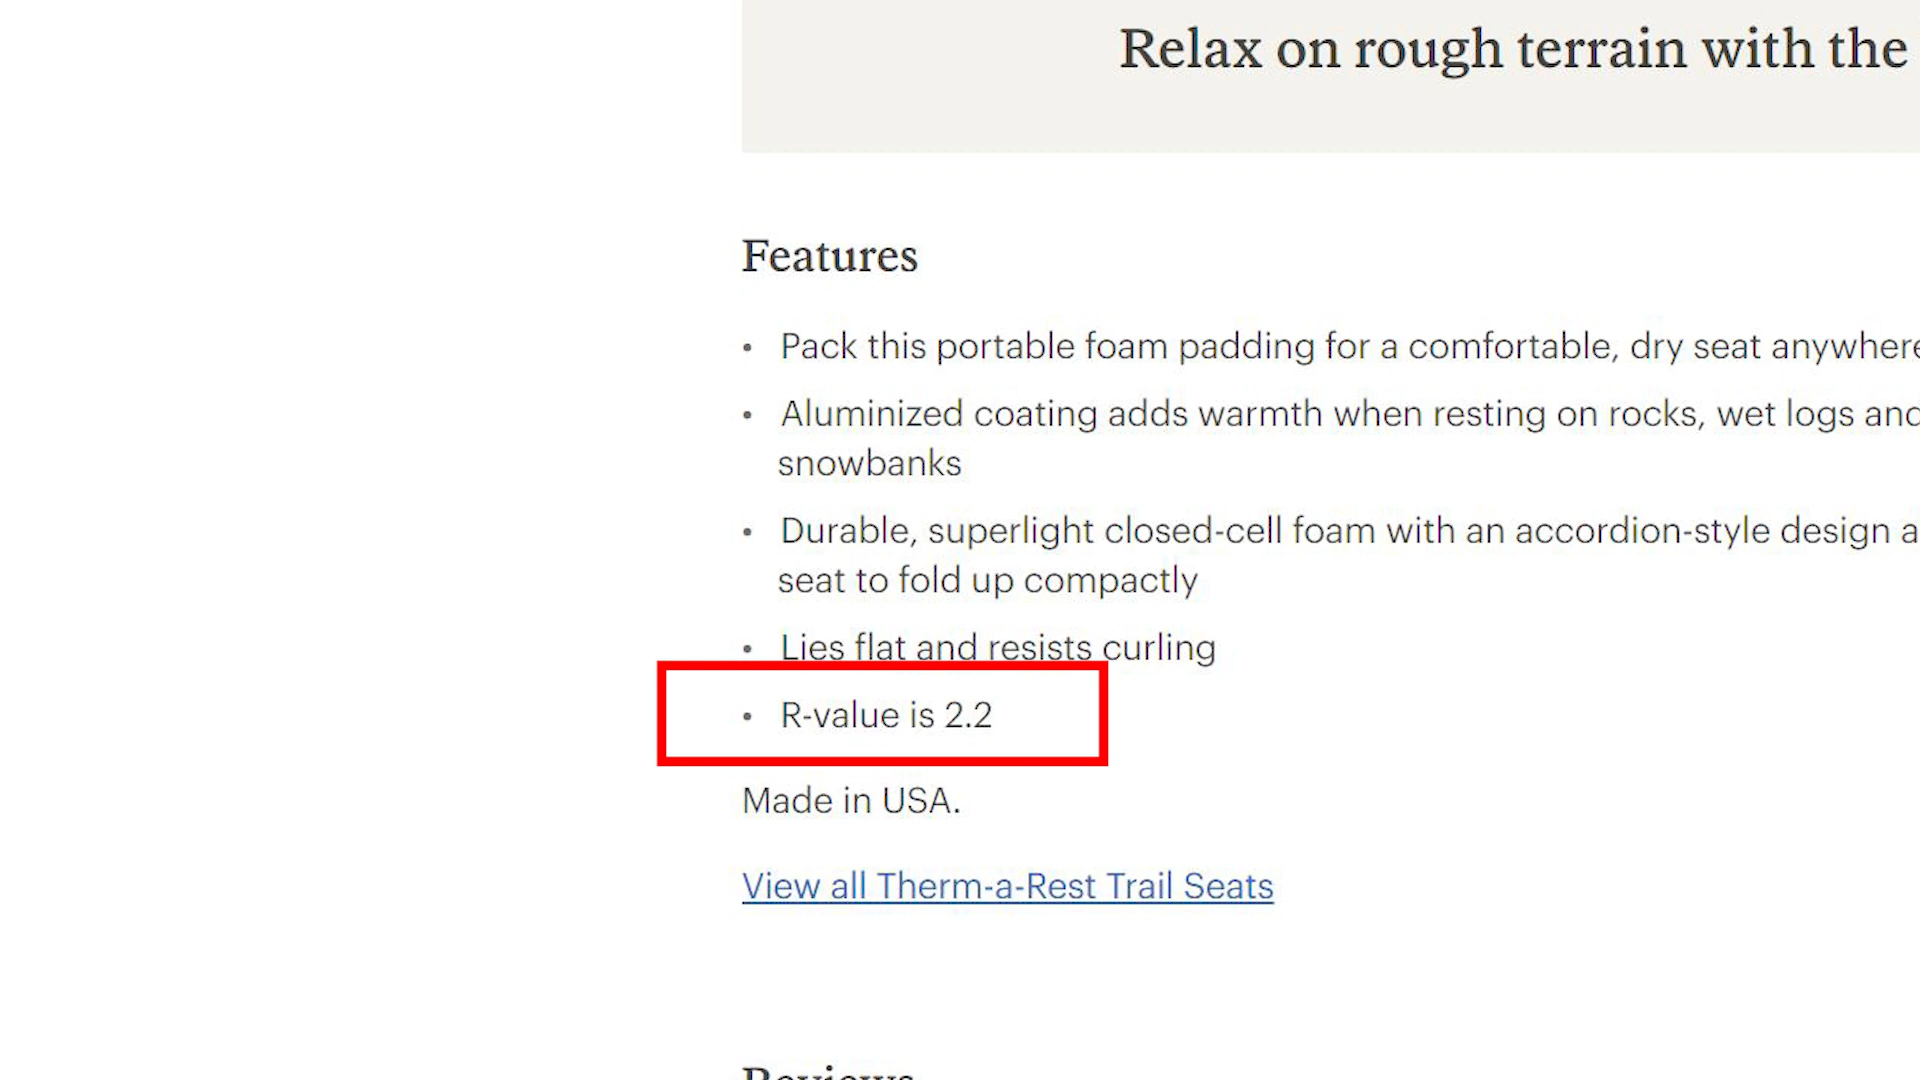 Relax on rough terrain with the
Features
• Pack this portable foam padding for a comfortable, dry seat anywhere
• Aluminized coating adds warmth when resting on rocks, wet logs and
snowbanks
• Durable, superlight closed-cell foam with an accordion-style design a
seat to fold up compactly
• Lies flat and resists curling
• R-value is 2.2
Made in USA.
View all Therm-a-Rest Trail Seats
Reviews